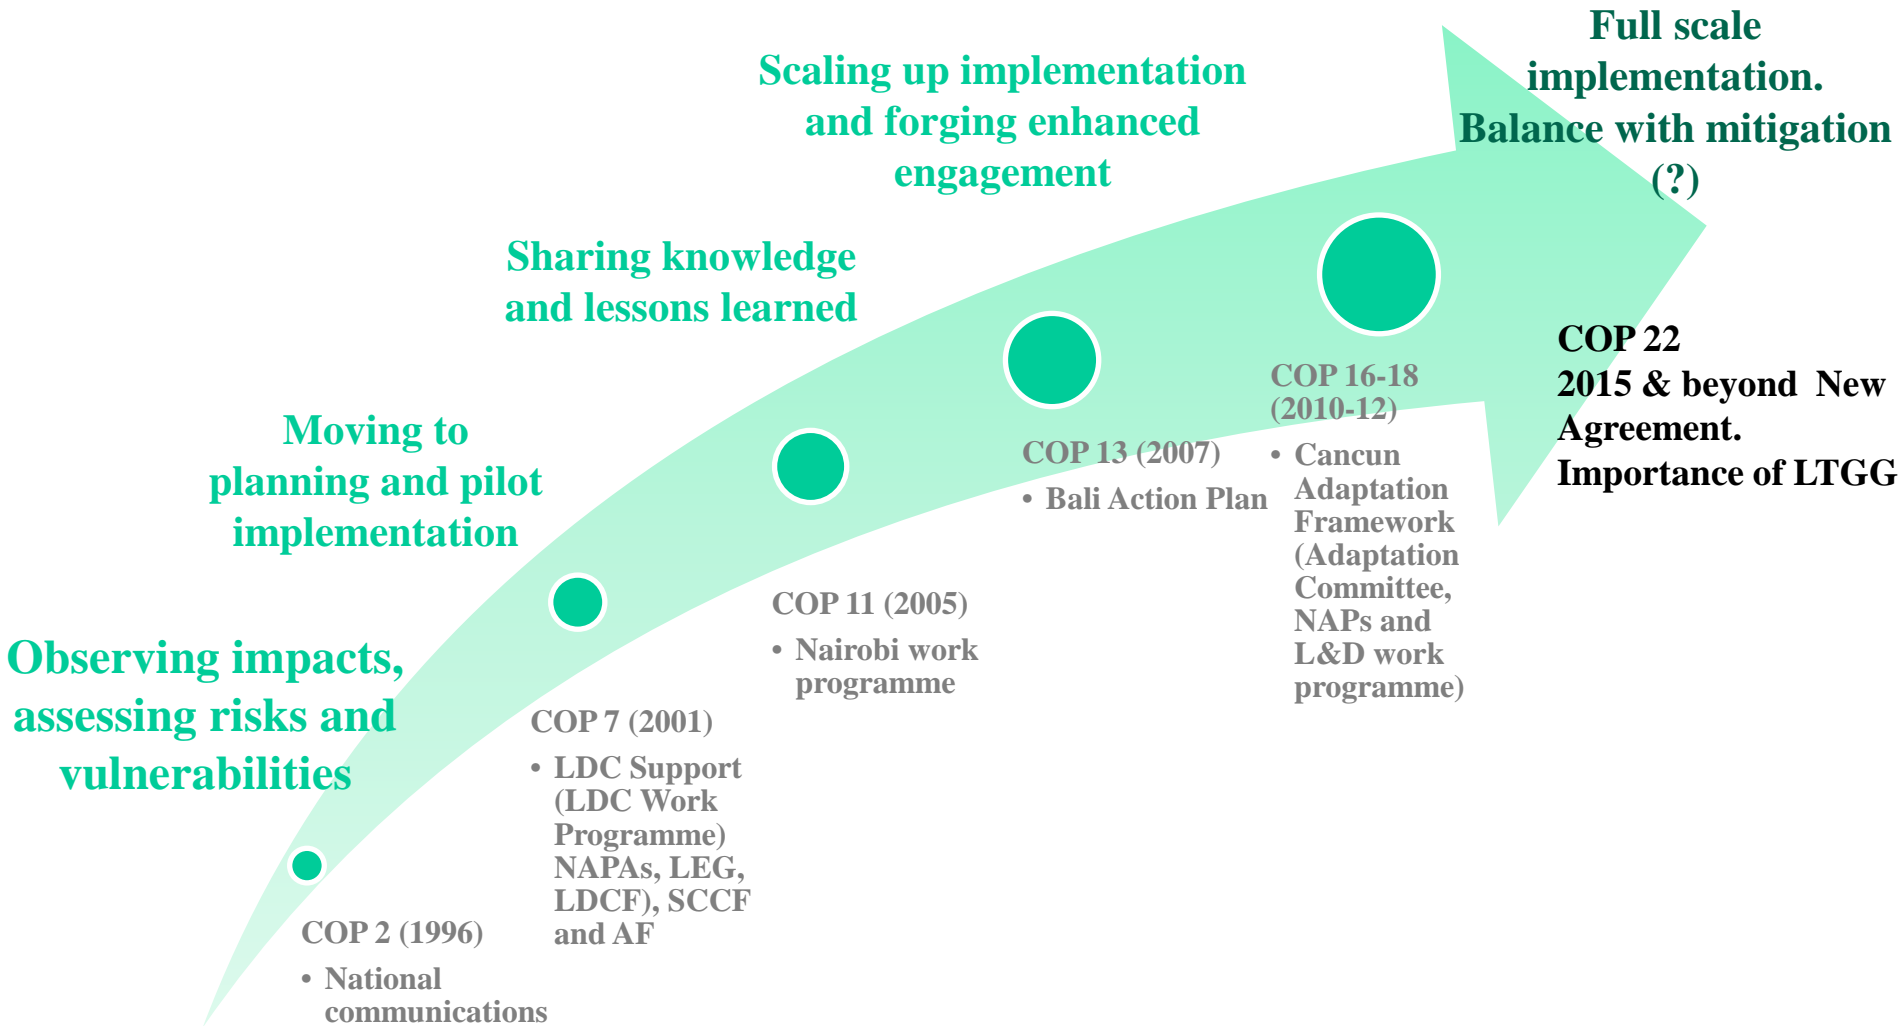 Observing impacts,
assessing risks and
vulnerabilities
Moving to
planning and pilot
implementation
Sharing knowledge
and lessons learned
Scaling up implementation
and forging enhanced
engagement
Full scale
implementation.
Balance with mitigation
(?)
COP 2 (1996)
• National
communications
COP 7 (2001)
• LDC Support
(LDC Work
Programme)
NAPAs, LEG,
LDCF), SCCF
and AF
COP 11 (2005)
• Nairobi work
programme
COP 13 (2007)
• Bali Action Plan
COP 16-18
(2010-12)
• Cancun
Adaptation
Framework
(Adaptation
Committee,
NAPs and
L&D work
programme)
COP 22
2015 & beyond New
Agreement.
Importance of LTGG